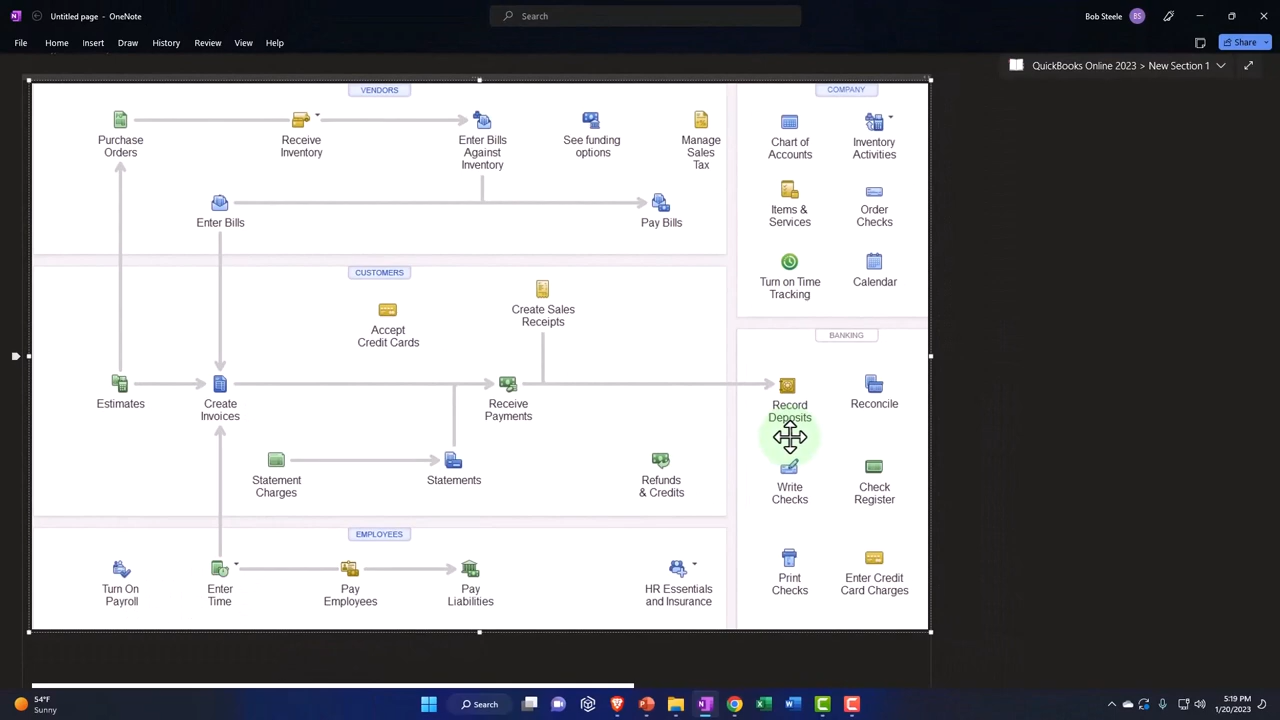 Untitled page - OneNote
Search
Bob Steele
BS
File
Home
Insert
Draw
History
Review
View
Help
Share
QuickBooks Online 2023 > New Section 1
VENDORS
Purchase
Orders
Receive
Inventory
Enter Bills
Against
Inventory
See funding
options
Manage
Sales
Tax
Enter Bills
Pay Bills
COMPANY
Chart of
Accounts
Inventory
Activities
Items &
Services
Order
Checks
Turn on Time
Tracking
Calendar
CUSTOMERS
Create Sales
Receipts
Accept
Credit Cards
Estimates
Create
Invoices
Receive
Payments
Statement
Charges
Statements
Refunds
& Credits
BANKING
Record
Deposits
Reconcile
Write
Checks
Check
Register
Print
Checks
Enter Credit
Card Charges
EMPLOYEES
Turn On
Payroll
Enter
Time
Pay
Employees
Pay
Liabilities
HR Essentials
and Insurance
54°F
Sunny
Search
5:19 PM
1/20/2023